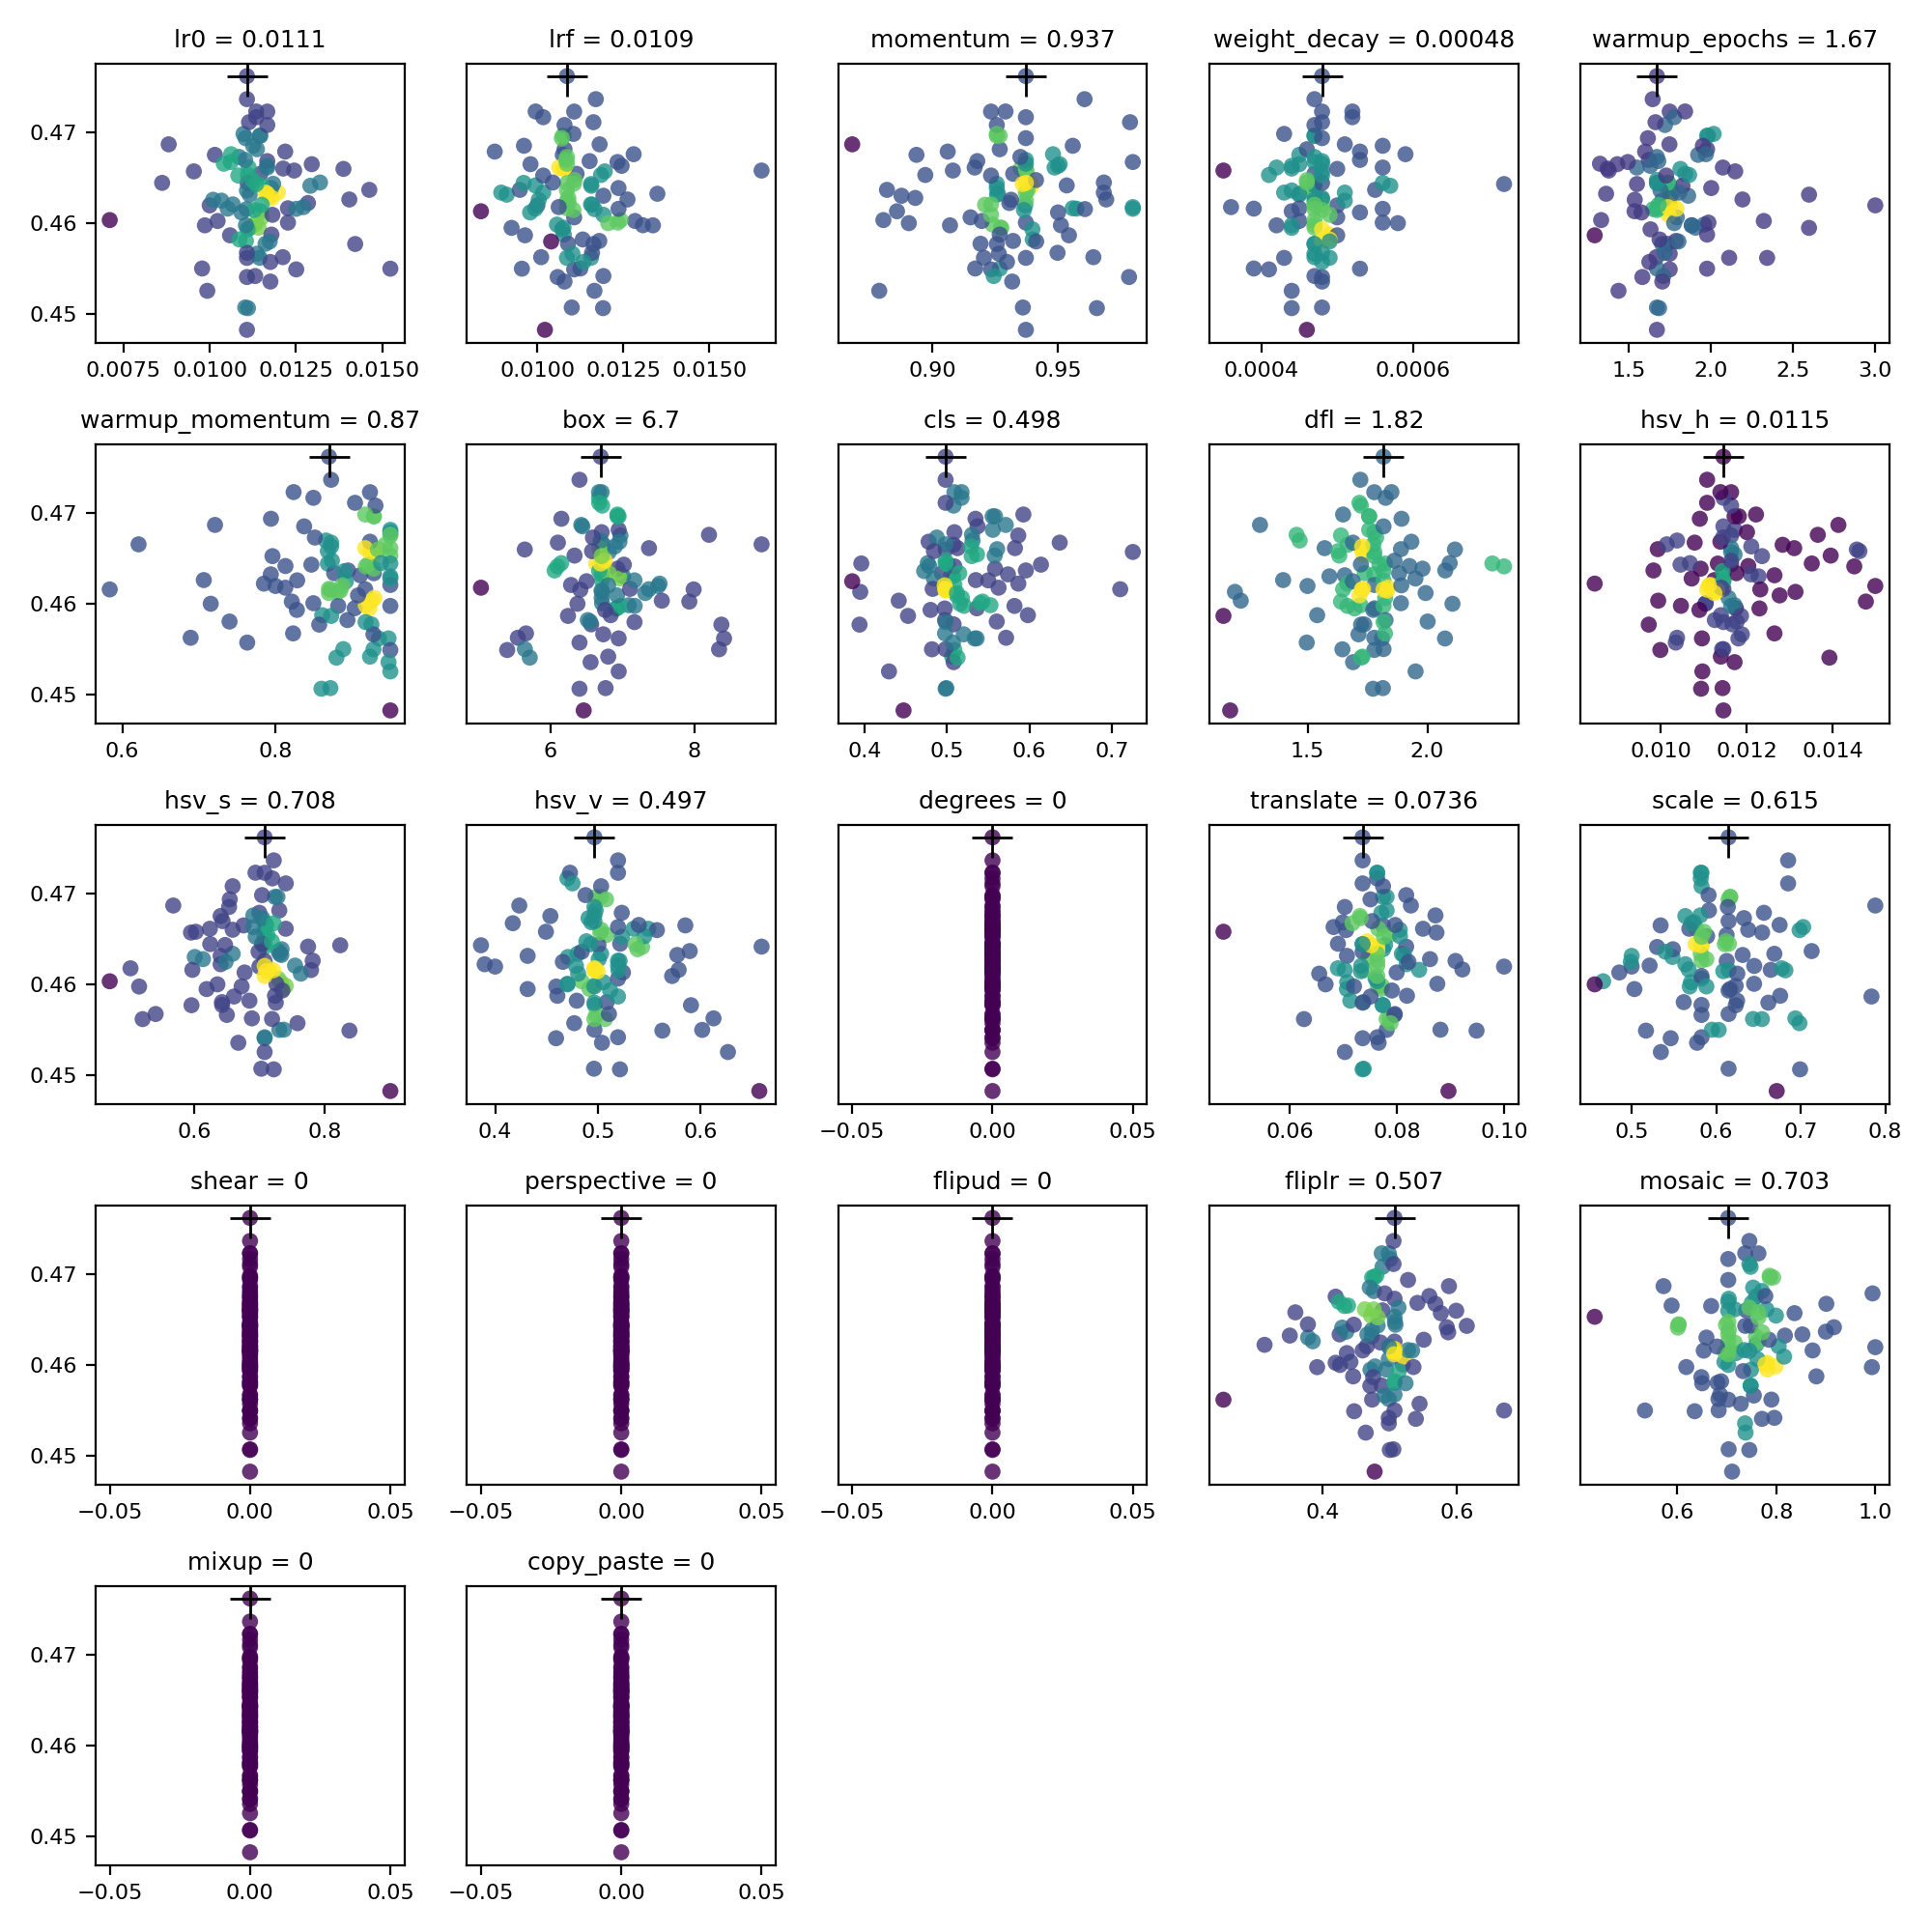 lr0 = 0.0111
lrf = 0.0109
momentum = 0.937
weight_decay = 0.00048
warmup_epochs = 1.67
0.47
0.46
0.45
0.0075 0.0100 0.0125 0.0150
0.0100 0.0125 0.0150
0.90 0.95
0.0004 0.0006
1.5 2.0 2.5 3.0
warmup_momentum = 0.87
box = 6.7
cls = 0.498
dfl = 1.82
hsv_h = 0.0115
0.47
0.46
0.45
0.6 0.8
6 8
0.4 0.5 0.6 0.7
1.5 2.0
0.010 0.012 0.014
hsv_s = 0.708
hsv_v = 0.497
degrees = 0
translate = 0.0736
scale = 0.615
0.47
0.46
0.45
0.6 0.8
0.4 0.5 0.6
−0.05 0.00 0.05
0.06 0.08 0.10
0.5 0.6 0.7 0.8
shear = 0
perspective = 0
flipud = 0
fliplr = 0.507
mosaic = 0.703
0.47
0.46
0.45
−0.05 0.00 0.05
−0.05 0.00 0.05
−0.05 0.00 0.05
0.4 0.6
0.6 0.8 1.0
mixup = 0
copy_paste = 0
0.47
0.46
0.45
−0.05 0.00 0.05
−0.05 0.00 0.05